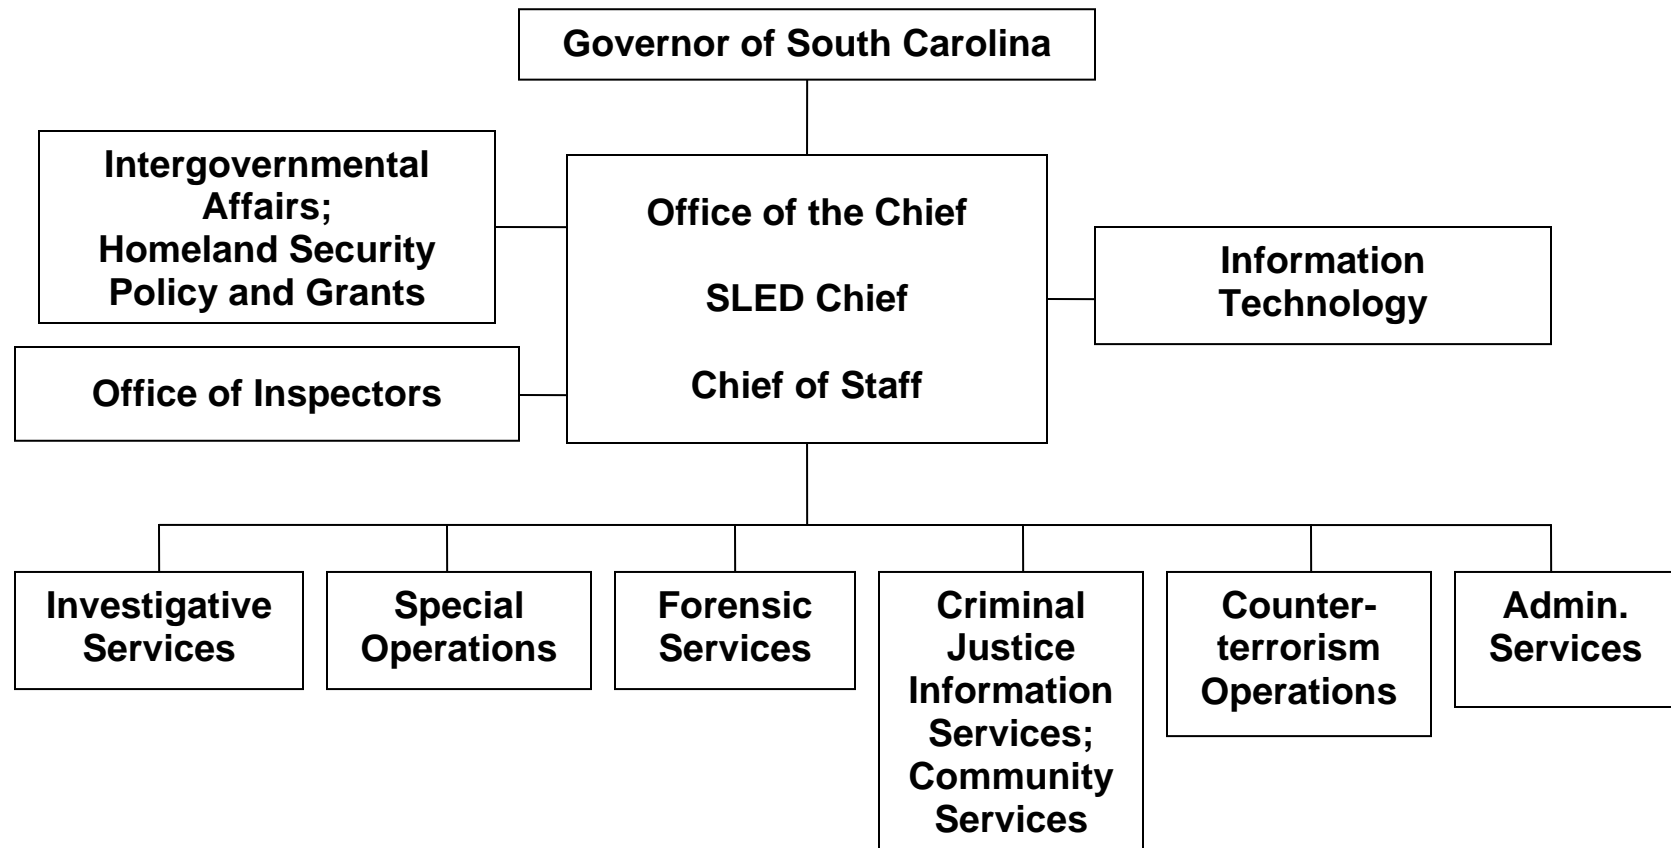 Governor of South Carolina
Intergovernmental
Affairs;
Homeland Security
Policy and Grants
Office of the Chief
SLED Chief
Chief of Staff
Information
Technology
Office of Inspectors
Investigative
Services
Special
Operations
Forensic
Services
Criminal
Justice
Information
Services;
Community
Services
Counter-
terrorism
Operations
Admin.
Services